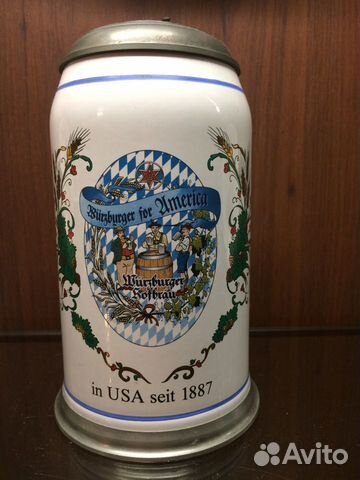 Würzburger for America
Würzburger
Hofbräu
in USA seit 1887
Avito